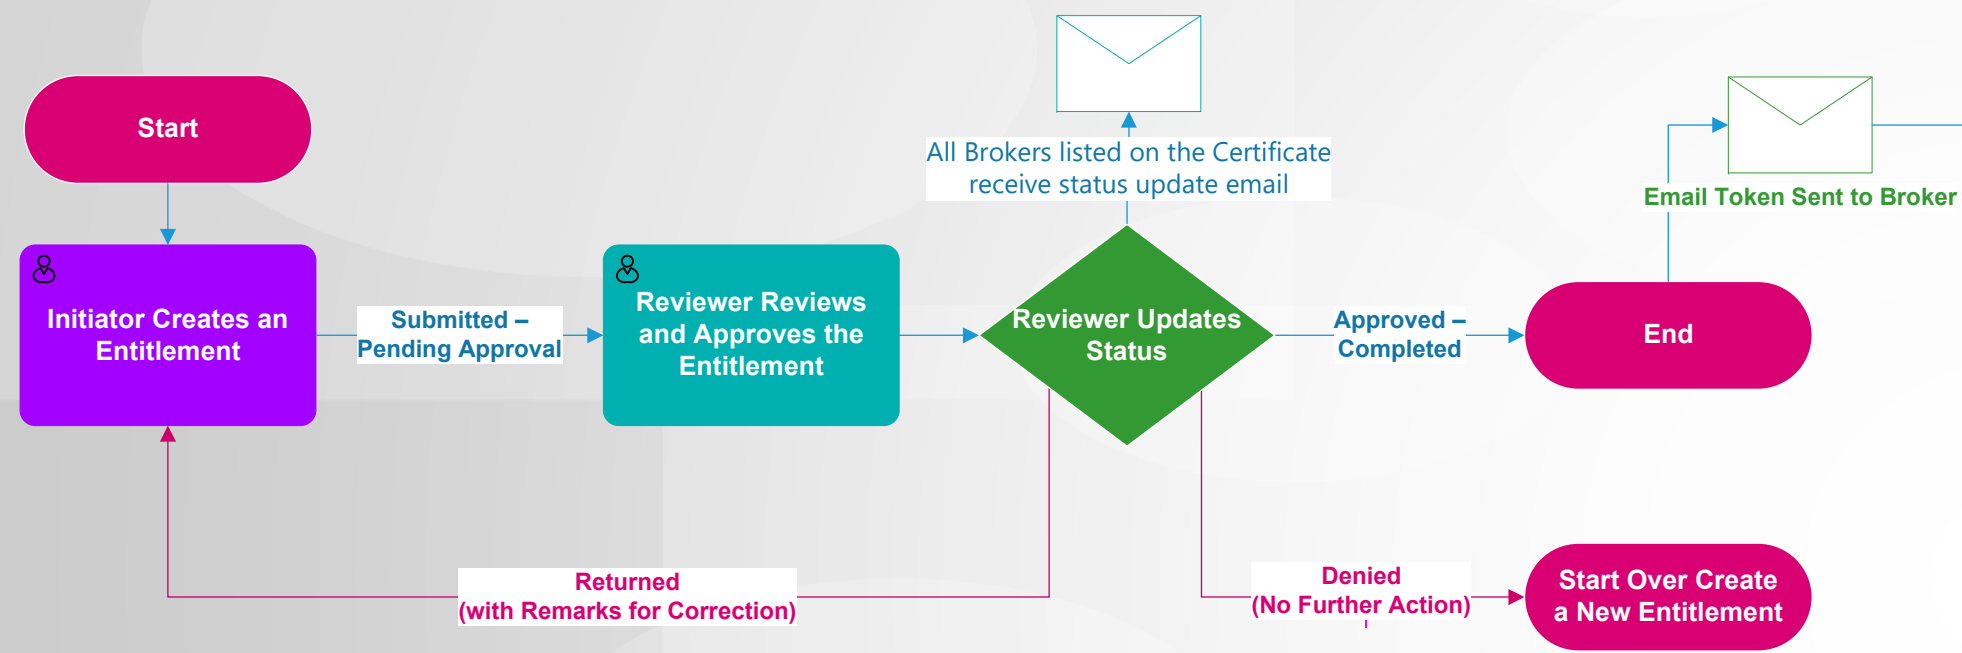 Start
All Brokers listed on the Certificate
receive status update email
Email Token Sent to Broker
Initiator Creates an
Entitlement
Submitted –
Pending Approval
Reviewer Reviews
and Approves the
Entitlement
Reviewer Updates
Status
Approved –
Completed
End
Returned
(with Remarks for Correction)
Denied
(No Further Action)
Start Over Create
a New Entitlement